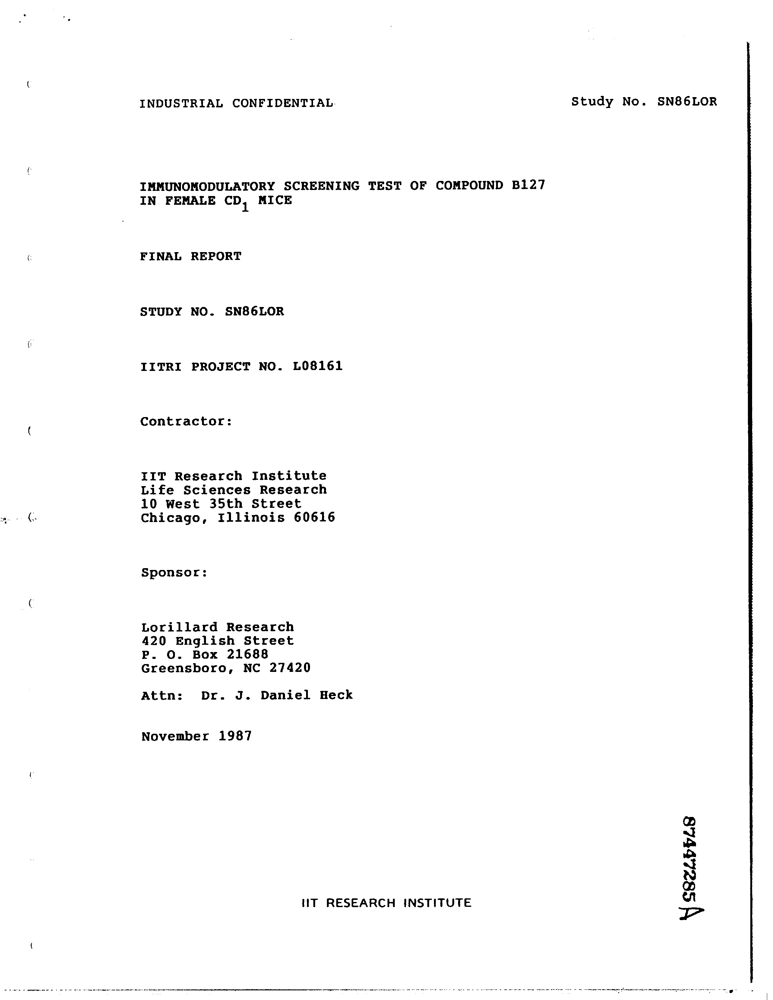 INDUSTRIAL CONFIDENTIAL
Study No. SN86LOR
IMMUNOMODULATORY SCREENING TEST OF COMPOUND B127
IN FEMALE CD1 MICE
FINAL REPORT
STUDY NO. SN86LOR
IITRI PROJECT NO. L08161
Contractor:
IIT Research Institute
Life Sciences Research
10 West 35th Street
Chicago, Illinois 60616
Sponsor:
Lorillard Research
420 English Street
P. O. Box 21688
Greensboro, NC 27420
Attn: Dr. J. Daniel Heck
November 1987
87447285 A
IIT RESEARCH INSTITUTE